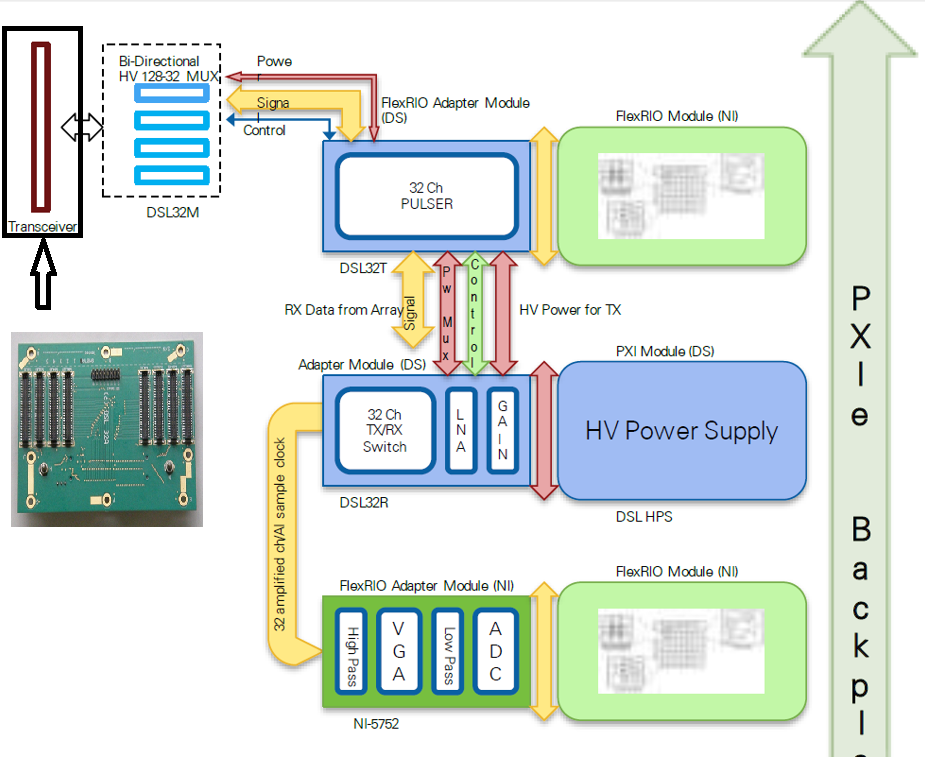 Bi-Directional
HV 128-32 MUX
Powe
r
Signa
l
Control
FlexRIO Adapter Module
(DS)
FlexRIO Module (NI)
32 Ch
PULSER
Transceiver
DSL32M
DSL32T
RX Data from Array
Signal
Pw Mux
Control
HV Power for TX
Adapter Module (DS)
PXI Module (DS)
32 Ch
TX/RX
Switch
LNA
GAIN
HV Power Supply
DSL32R
DSL HPS
32 amplified ch/AI sample clock
FlexRIO Adapter Module (NI)
FlexRIO Module (NI)
High Pass
VGA
Low Pass
ADC
NI-5752
PXIe Backpl